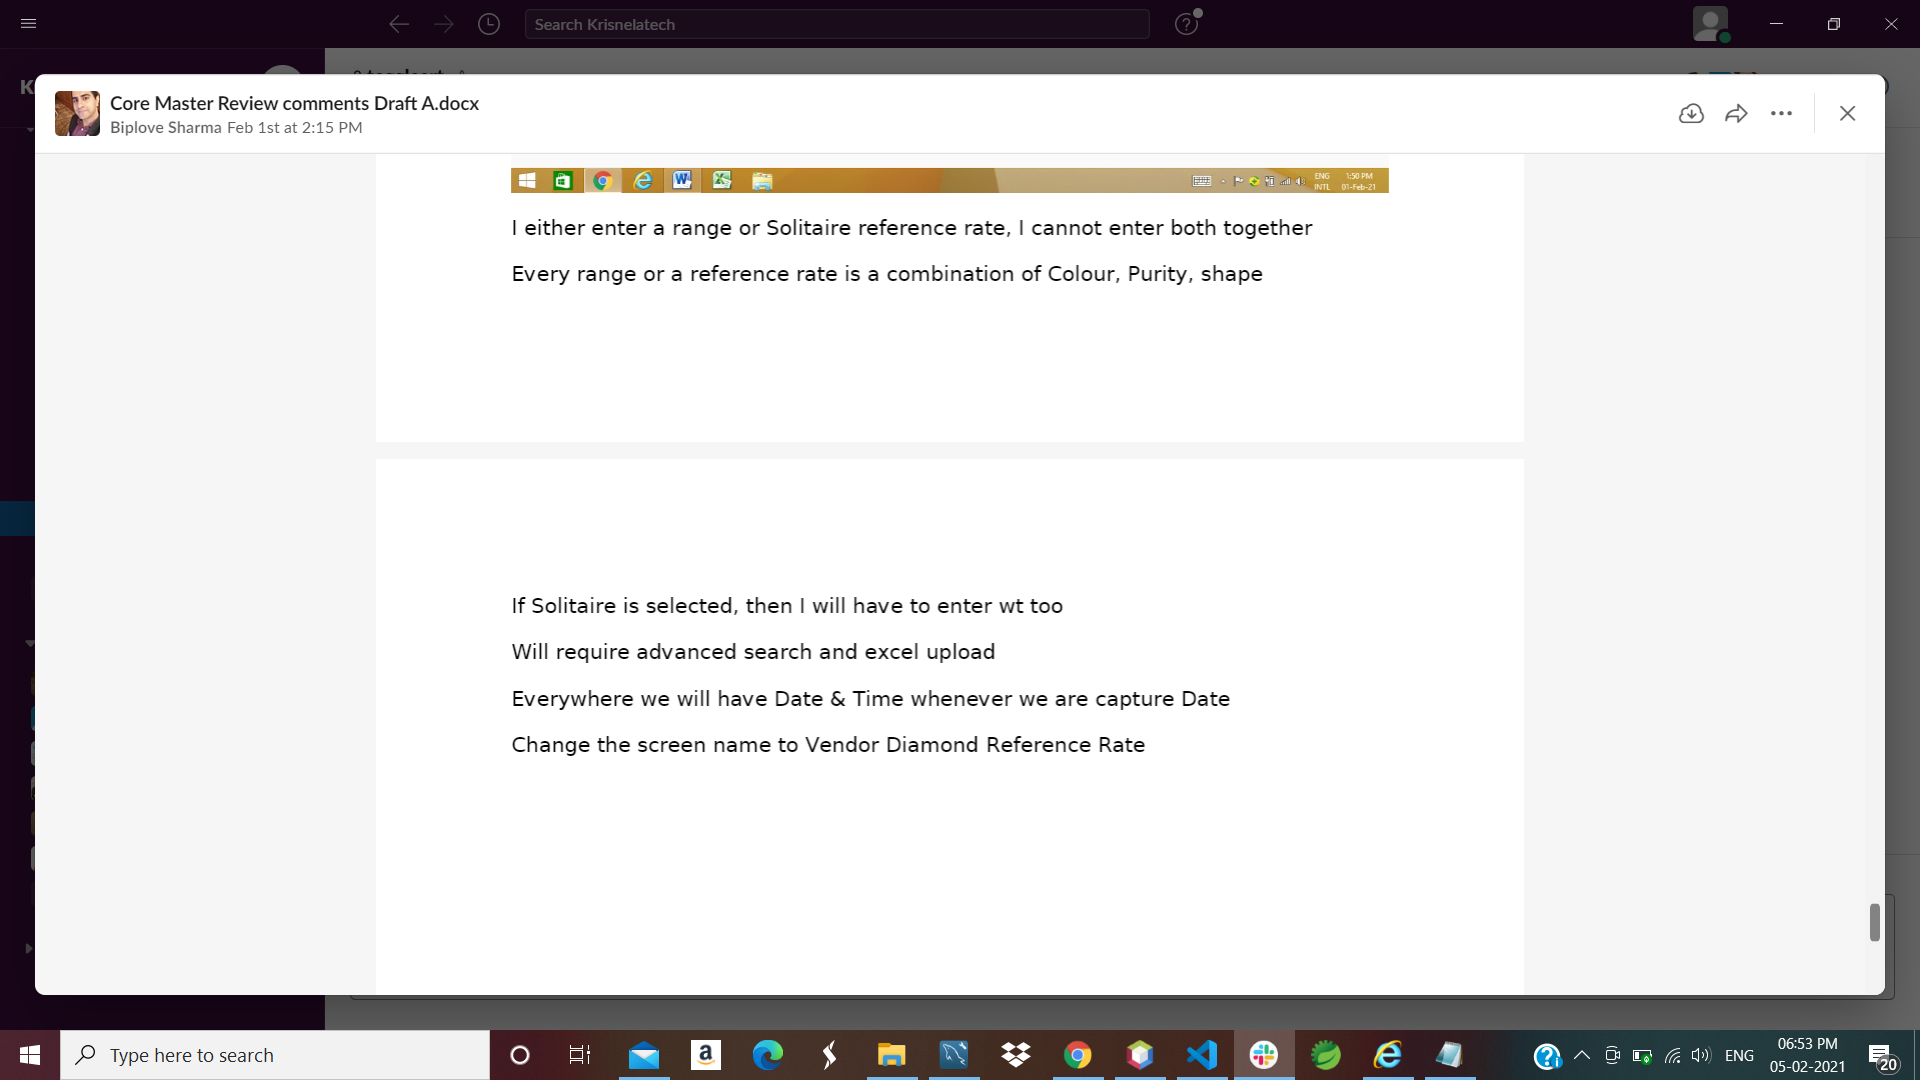 Search Krisnelatech
Core Master Review comments Draft A.docx
Biplove Sharma Feb 1st at 2:15 PM
ENG
INTL
1:50 PM
01-Feb-21
I either enter a range or Solitaire reference rate, I cannot enter both together
Every range or a reference rate is a combination of Colour, Purity, shape
If Solitaire is selected, then I will have to enter wt too
Will require advanced search and excel upload
Everywhere we will have Date & Time whenever we are capture Date
Change the screen name to Vendor Diamond Reference Rate
Type here to search
ENG
06:53 PM
05-02-2021
20